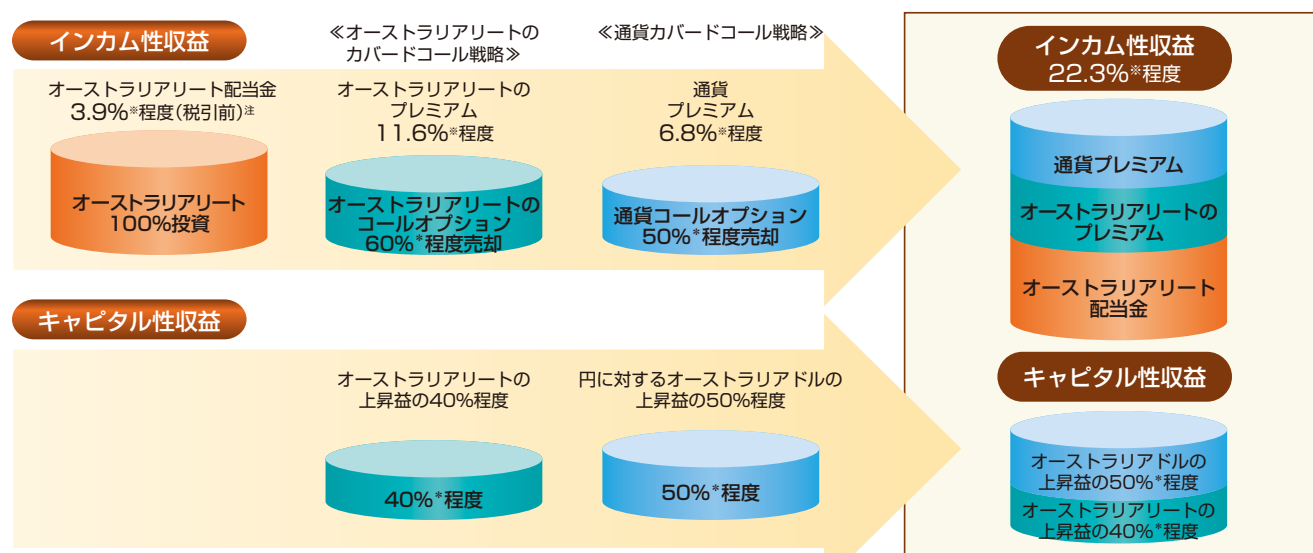 インカム性収益
≪オーストラリアリートの
カバードコール戦略≫
≪通貨カバードコール戦略≫
オーストラリアリート配当金
3.9%※程度(税引前)注
オーストラリアリートの
プレミアム
11.6%※程度
通貨
プレミアム
6.8%※程度
オーストラリアリート
100%投資
オーストラリアリートの
コールオプション
60%*程度売却
通貨コールオプション
50%*程度売却
キャピタル性収益
オーストラリアリートの
上昇益の40%程度
円に対するオーストラリアドルの
上昇益の50%程度
40%*程度
50%*程度
インカム性収益
22.3%※程度
通貨プレミアム
オーストラリアリートの
プレミアム
オーストラリアリート
配当金
キャピタル性収益
オーストラリアドルの
上昇益の50%*程度
オーストラリアリートの
上昇益の40%*程度